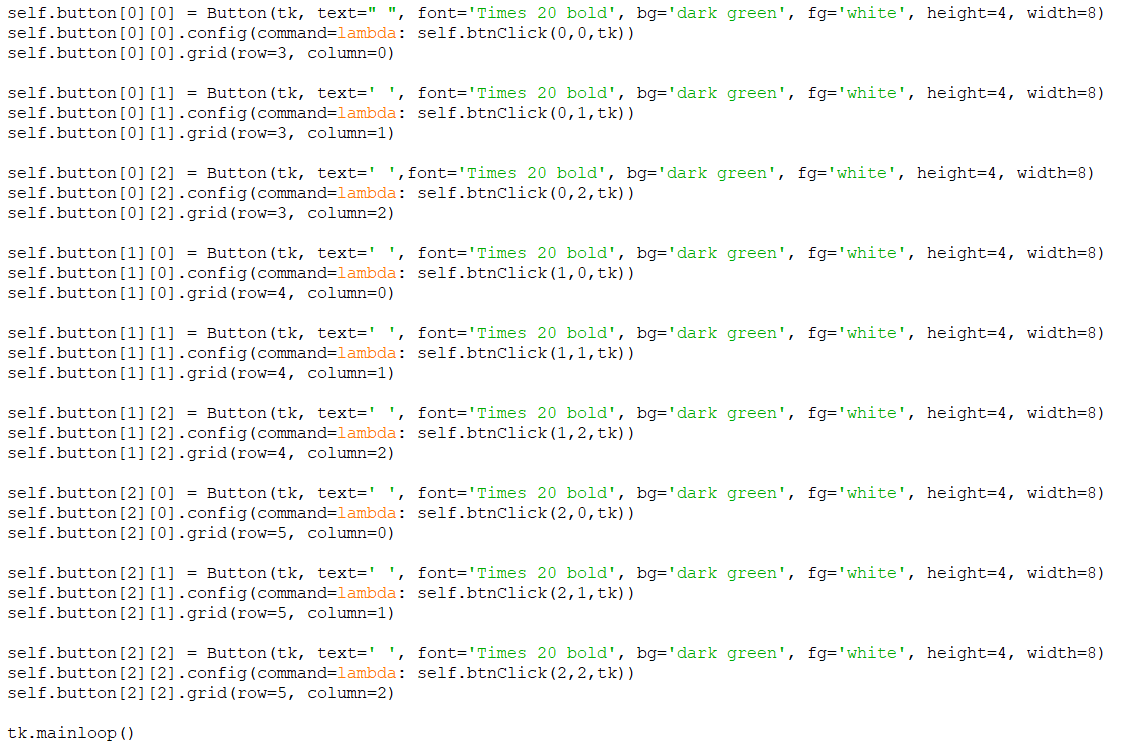 self.button[0][0] = Button(tk, text=" ", font='Times 20 bold', bg='dark green', fg='white', height=4, width=8)
self.button[0][0].config(command=lambda: self.btnClick(0,0,tk))
self.button[0][0].grid(row=3, column=0)

self.button[0][1] = Button(tk, text=' ', font='Times 20 bold', bg='dark green', fg='white', height=4, width=8)
self.button[0][1].config(command=lambda: self.btnClick(0,1,tk))
self.button[0][1].grid(row=3, column=1)

self.button[0][2] = Button(tk, text=' ',font='Times 20 bold', bg='dark green', fg='white', height=4, width=8)
self.button[0][2].config(command=lambda: self.btnClick(0,2,tk))
self.button[0][2].grid(row=3, column=2)

self.button[1][0] = Button(tk, text=' ', font='Times 20 bold', bg='dark green', fg='white', height=4, width=8)
self.button[1][0].config(command=lambda: self.btnClick(1,0,tk))
self.button[1][0].grid(row=4, column=0)

self.button[1][1] = Button(tk, text=' ', font='Times 20 bold', bg='dark green', fg='white', height=4, width=8)
self.button[1][1].config(command=lambda: self.btnClick(1,1,tk))
self.button[1][1].grid(row=4, column=1)

self.button[1][2] = Button(tk, text=' ', font='Times 20 bold', bg='dark green', fg='white', height=4, width=8)
self.button[1][2].config(command=lambda: self.btnClick(1,2,tk))
self.button[1][2].grid(row=4, column=2)

self.button[2][0] = Button(tk, text=' ', font='Times 20 bold', bg='dark green', fg='white', height=4, width=8)
self.button[2][0].config(command=lambda: self.btnClick(2,0,tk))
self.button[2][0].grid(row=5, column=0)

self.button[2][1] = Button(tk, text=' ', font='Times 20 bold', bg='dark green', fg='white', height=4, width=8)
self.button[2][1].config(command=lambda: self.btnClick(2,1,tk))
self.button[2][1].grid(row=5, column=1)

self.button[2][2] = Button(tk, text=' ', font='Times 20 bold', bg='dark green', fg='white', height=4, width=8)
self.button[2][2].config(command=lambda: self.btnClick(2,2,tk))
self.button[2][2].grid(row=5, column=2)

tk.mainloop()